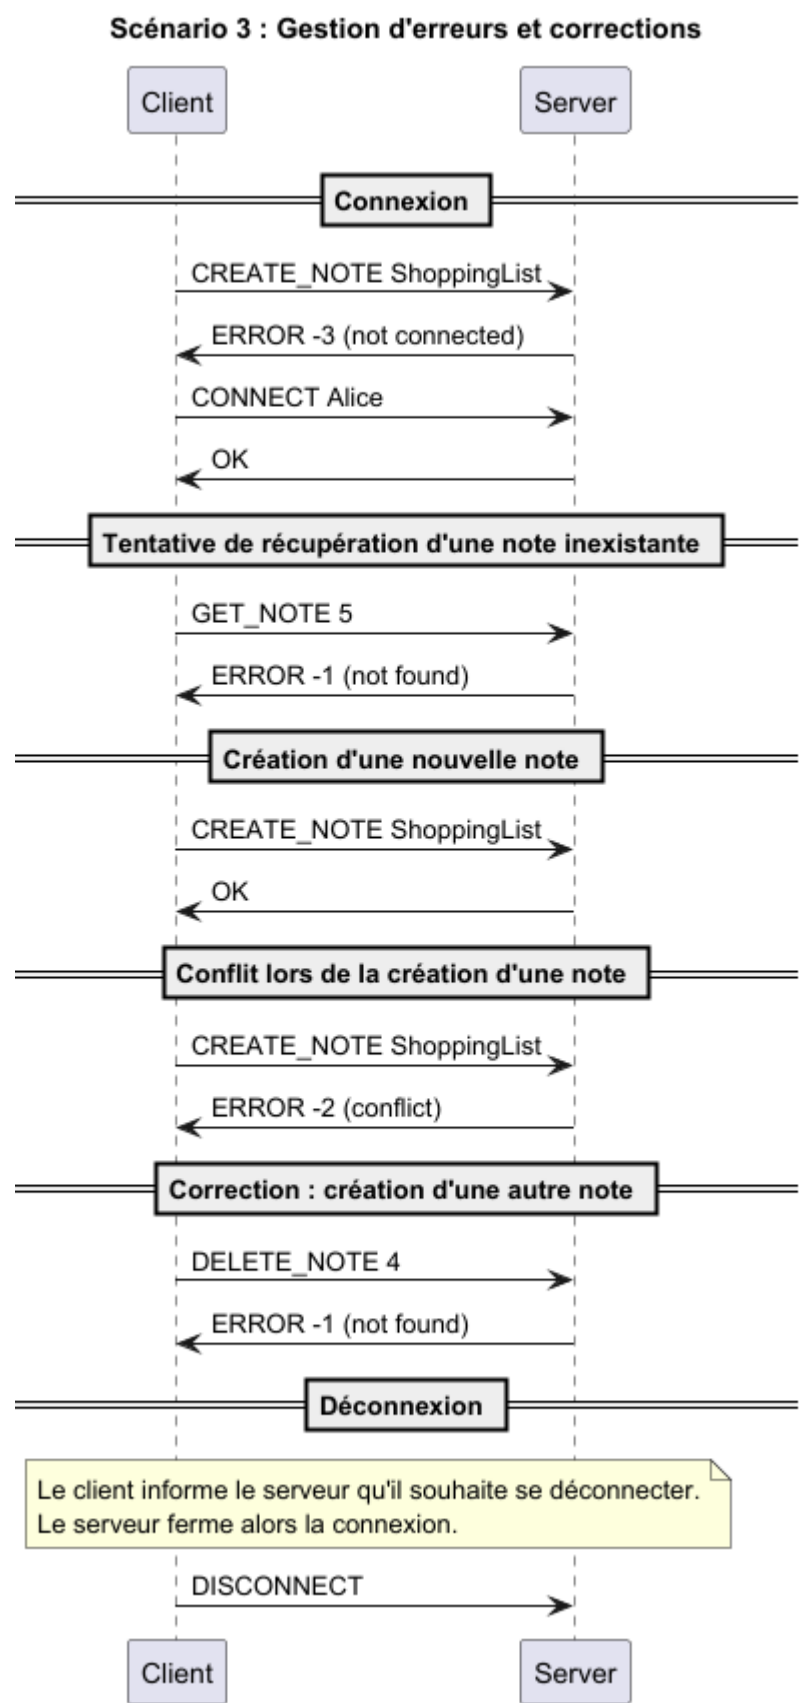 Scénario 3 : Gestion d'erreurs et corrections
Client
Server
Connexion
CREATE_NOTE ShoppingList
ERROR -3 (not connected)
CONNECT Alice
OK
Tentative de récupération d'une note inexistante
GET_NOTE 5
ERROR -1 (not found)
Création d'une nouvelle note
CREATE_NOTE ShoppingList
OK
Conflit lors de la création d'une note
CREATE_NOTE ShoppingList
ERROR -2 (conflict)
Correction : création d'une autre note
DELETE_NOTE 4
ERROR -1 (not found)
Déconnexion
Le client informe le serveur qu'il souhaite se déconnecter.
Le serveur ferme alors la connexion.
DISCONNECT
Client
Server